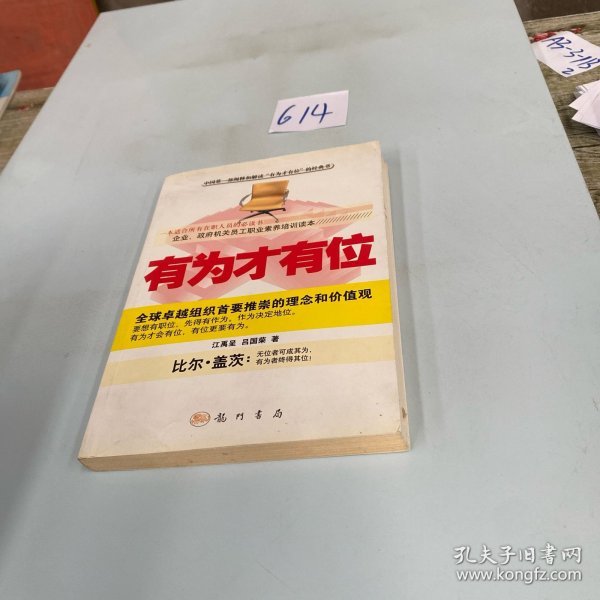 614
AB-3-1B
2
中国第一部阐释和解读“有为才有位”的经典书
一本适合所有在职人员的必读书
企业、政府机关员工职业素养培训读本
有为才有位
全球卓越组织首要推崇的理念和价值观
要想有职位，先得有作为，作为决定地位。
有为才会有位，有位更要有为。
江禹呈 吕国荣 著
比尔·盖茨：
无位者可成其为，
有为者终得其位！
龍門書局
孔夫子旧书网
www.kongfz.com